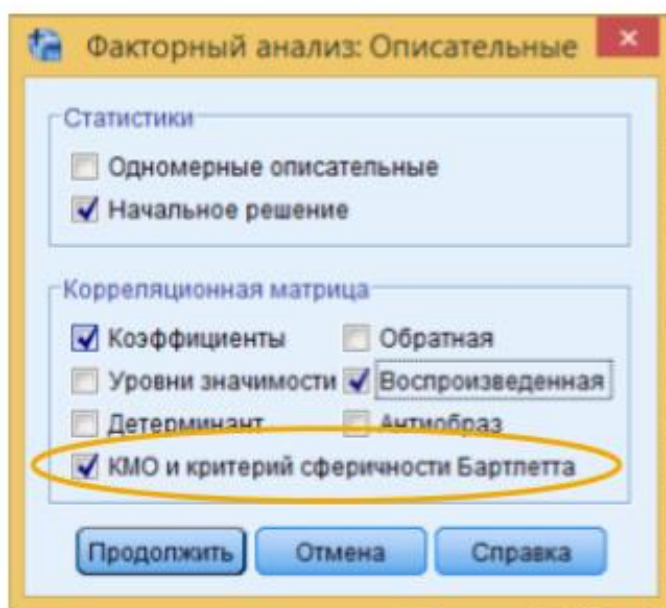 Факторный анализ: Описательные
Статистики
Одномерные описательные
Начальное решение
Корреляционная матрица
Коэффициенты Обратная
Уровни значимости Воспроизведенная
Детерминант Антиобраз
КМО и критерий сферичности Бартлетта
Продолжить Отмена Справка